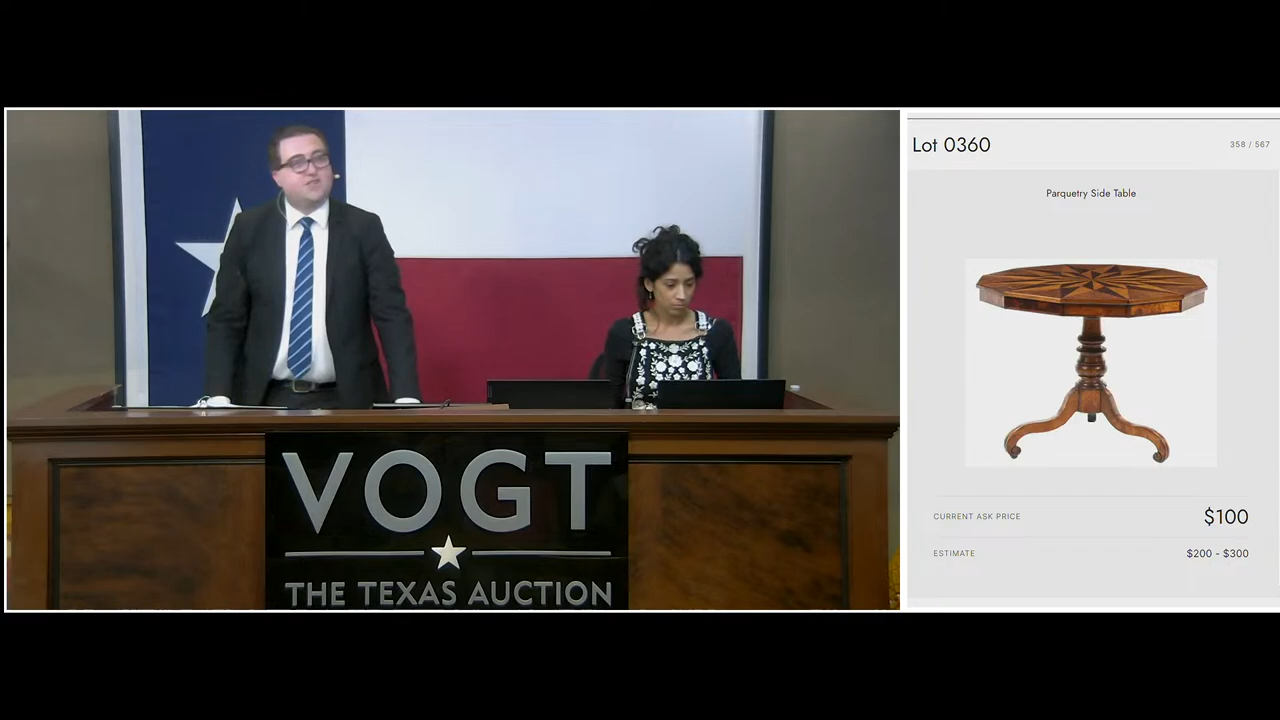 VOGT
THE TEXAS AUCTION
Lot 0360
358 / 567
Parquetry Side Table
CURRENT ASK PRICE
$100
ESTIMATE
$200 - $300